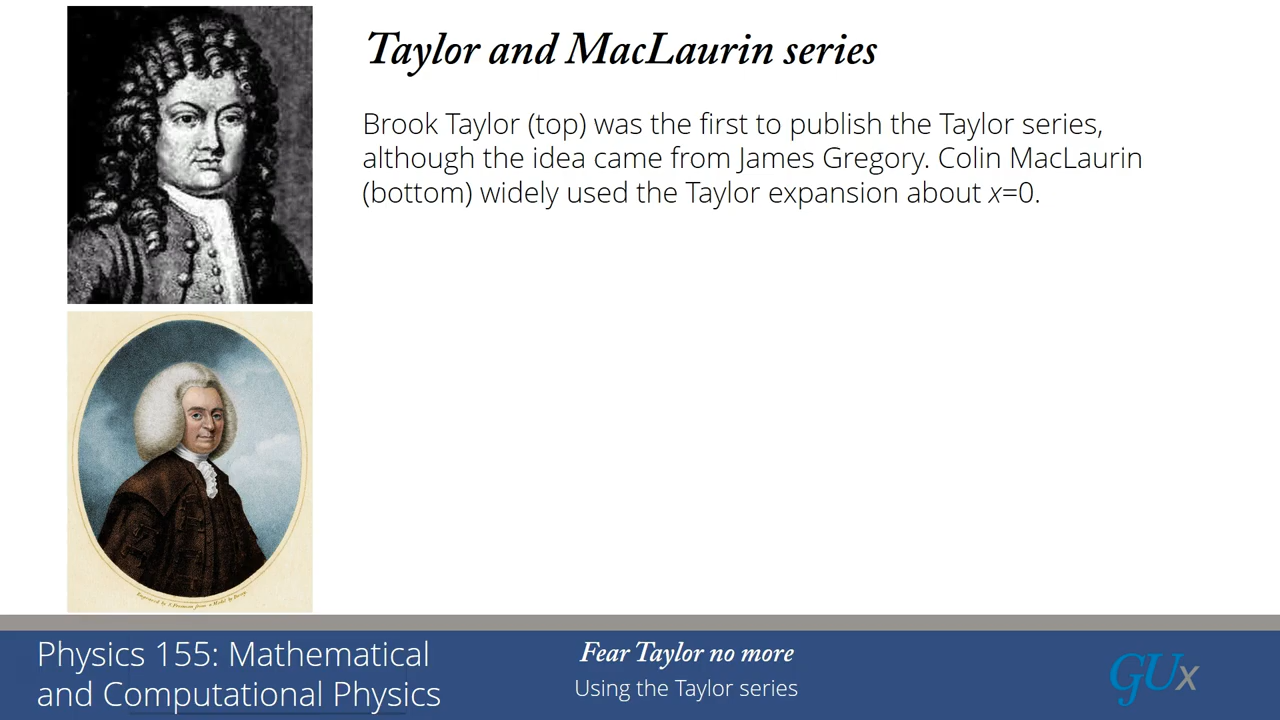 Taylor and MacLaurin series
Brook Taylor (top) was the first to publish the Taylor series,
although the idea came from James Gregory. Colin MacLaurin
(bottom) widely used the Taylor expansion about x=0.
Physics 155: Mathematical
and Computational Physics
Fear Taylor no more
Using the Taylor series
GUx